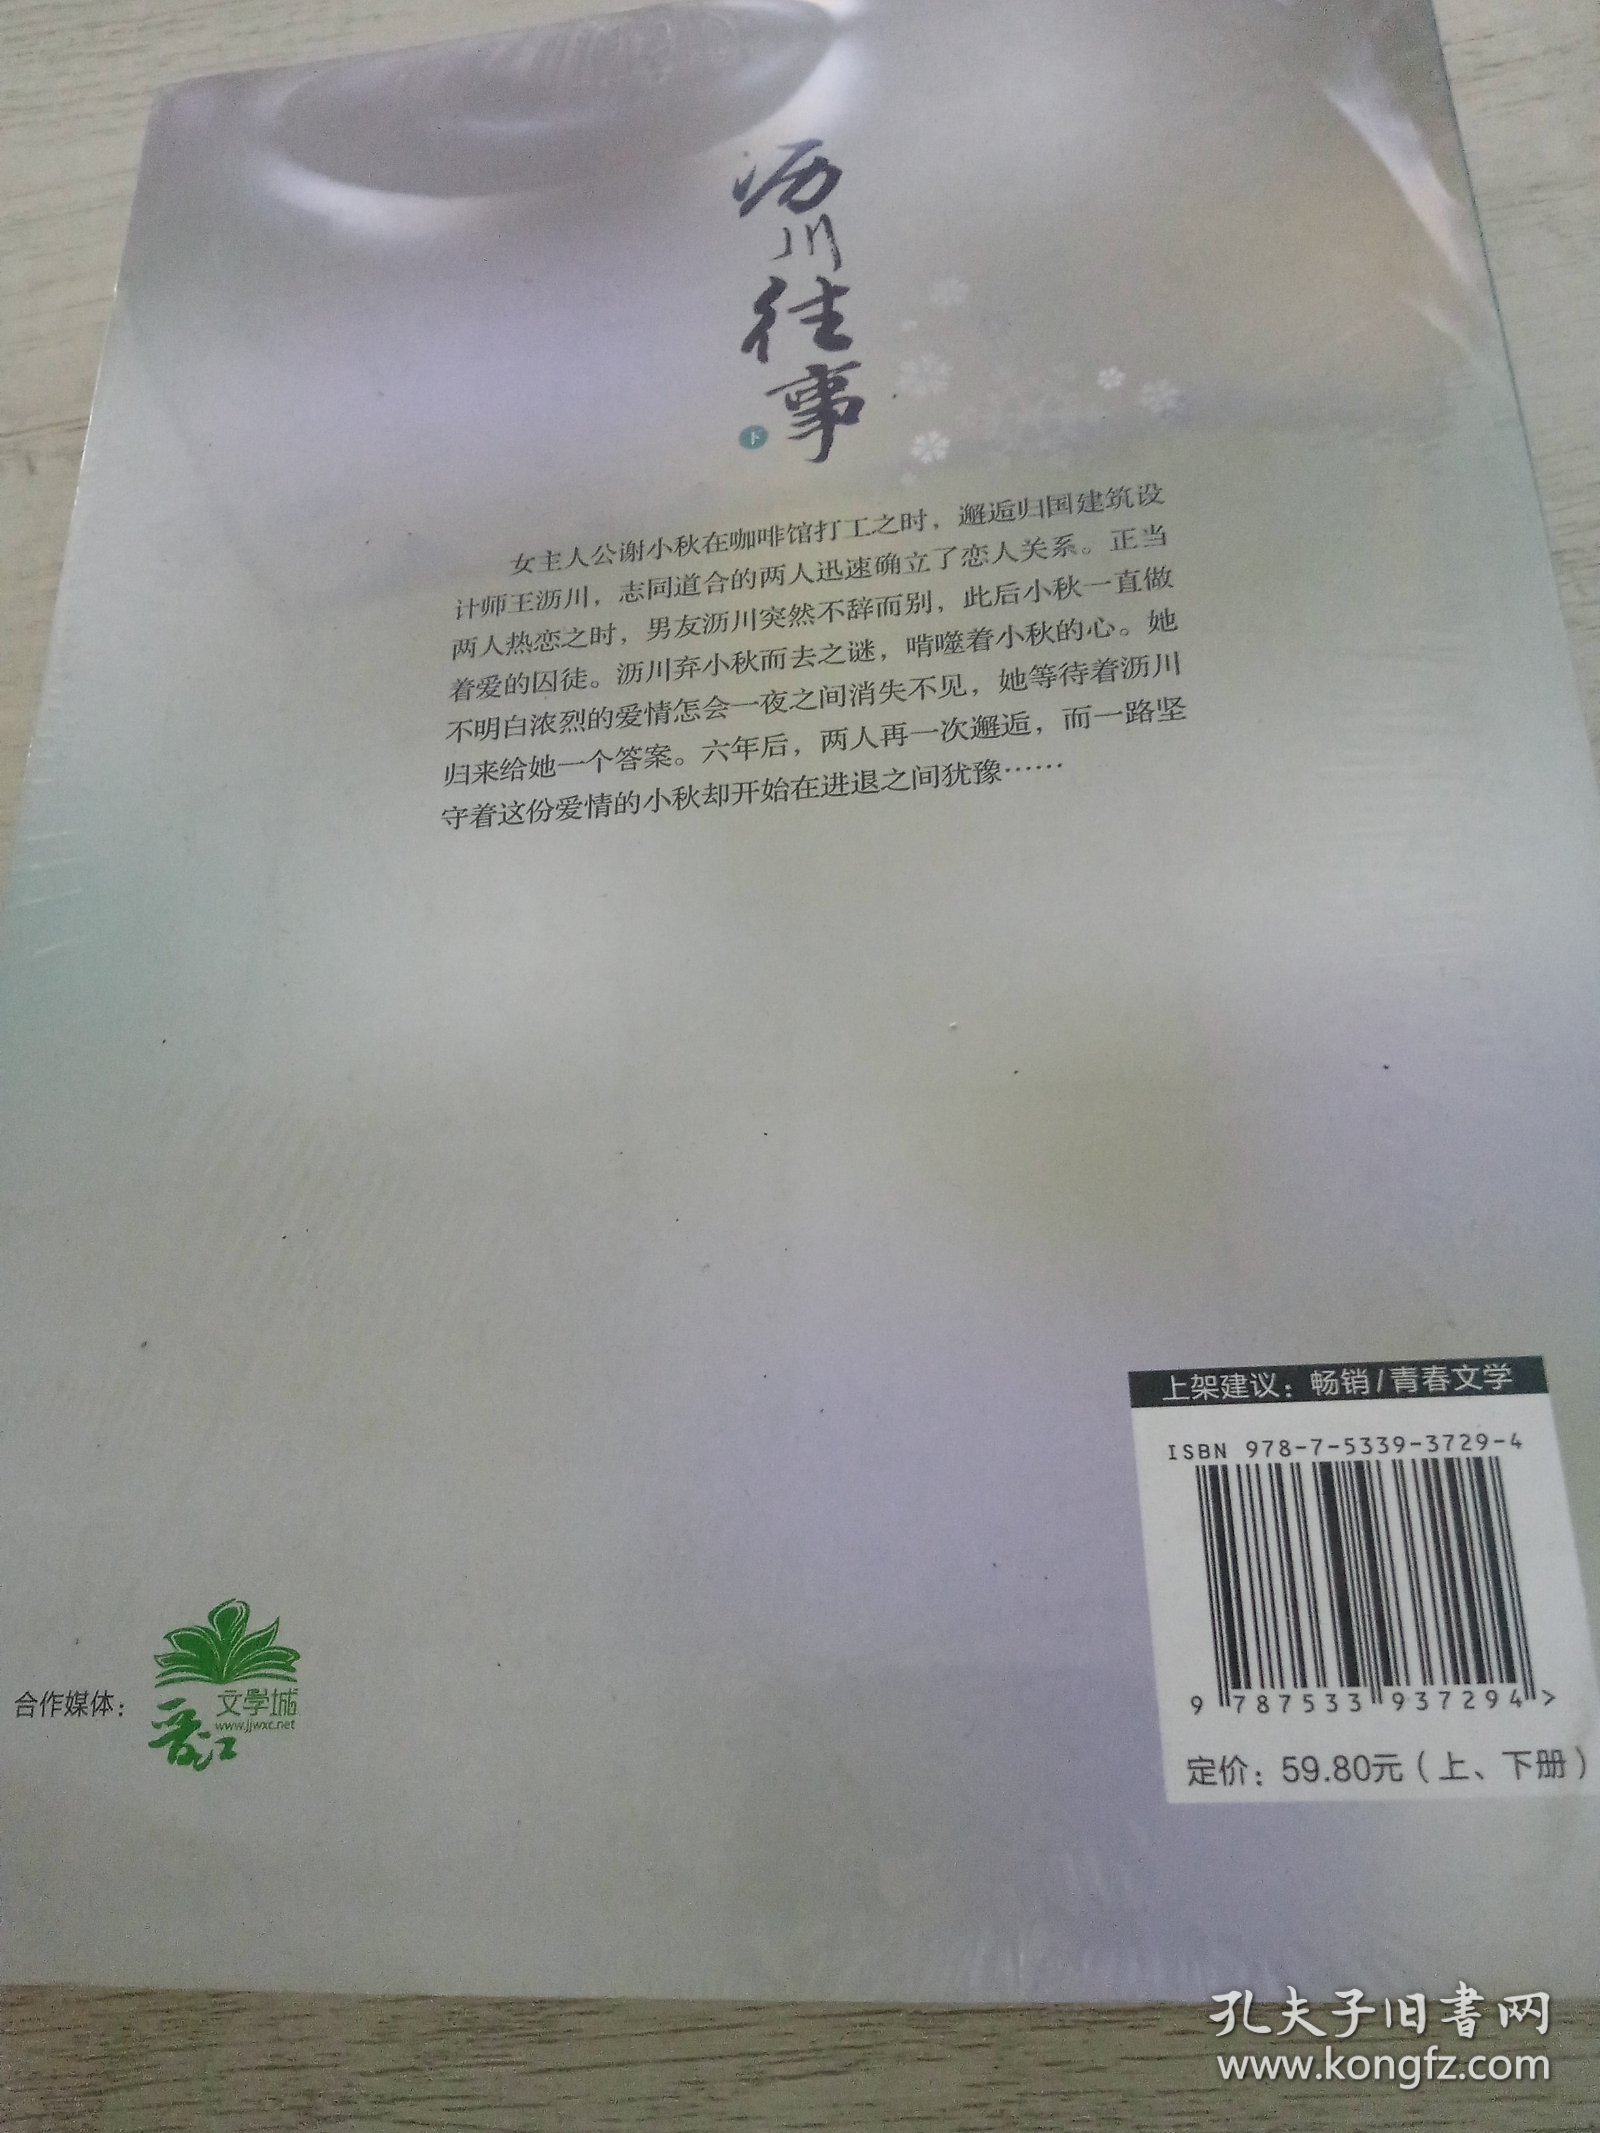 沥川往事
下
女主人公谢小秋在咖啡馆打工之时，邂逅归国建筑设
计师王沥川，志同道合的两人迅速确立了恋人关系。正当
两人热恋之时，男友沥川突然不辞而别，此后小秋一直做
着爱的囚徒。沥川弃小秋而去之谜，啃噬着小秋的心。她
不明白浓烈的爱情怎会一夜之间消失不见，她等待着沥川
归来给她一个答案。六年后，两人再一次邂逅，而一路坚
守着这份爱情的小秋却开始在进退之间犹豫……
上架建议：畅销/青春文学
ISBN 978-7-5339-3729-4
9 787533 937294 >
定价：59.80元（上、下册）
合作媒体：
晋江
文学城
www.jjwxc.net
孔夫子旧书网
www.kongfz.com